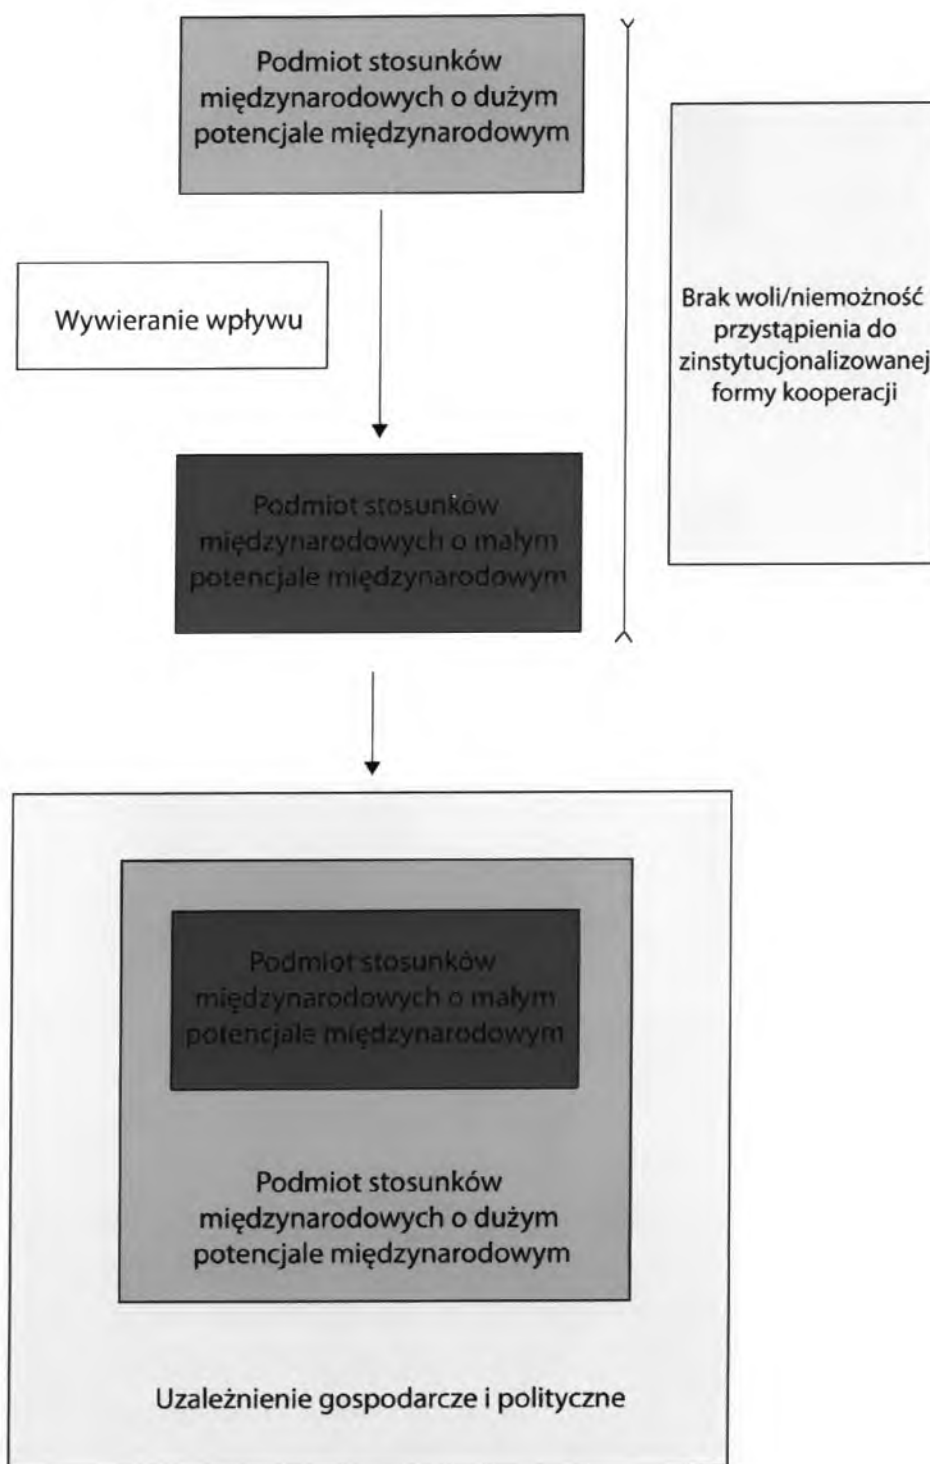 Podmiot stosunków
międzynarodowych o dużym
potencjale międzynarodowym
Wywieranie wpływu
Brak woli/niemożność
przystąpienia do
zinstytucjonalizowanej
formy kooperacji
Podmiot stosunków
międzynarodowych o małym
potencjale międzynarodowym
Podmiot stosunków
międzynarodowych o małym
potencjale międzynarodowym
Podmiot stosunków
międzynarodowych o dużym
potencjale międzynarodowym
Uzależnienie gospodarcze i polityczne